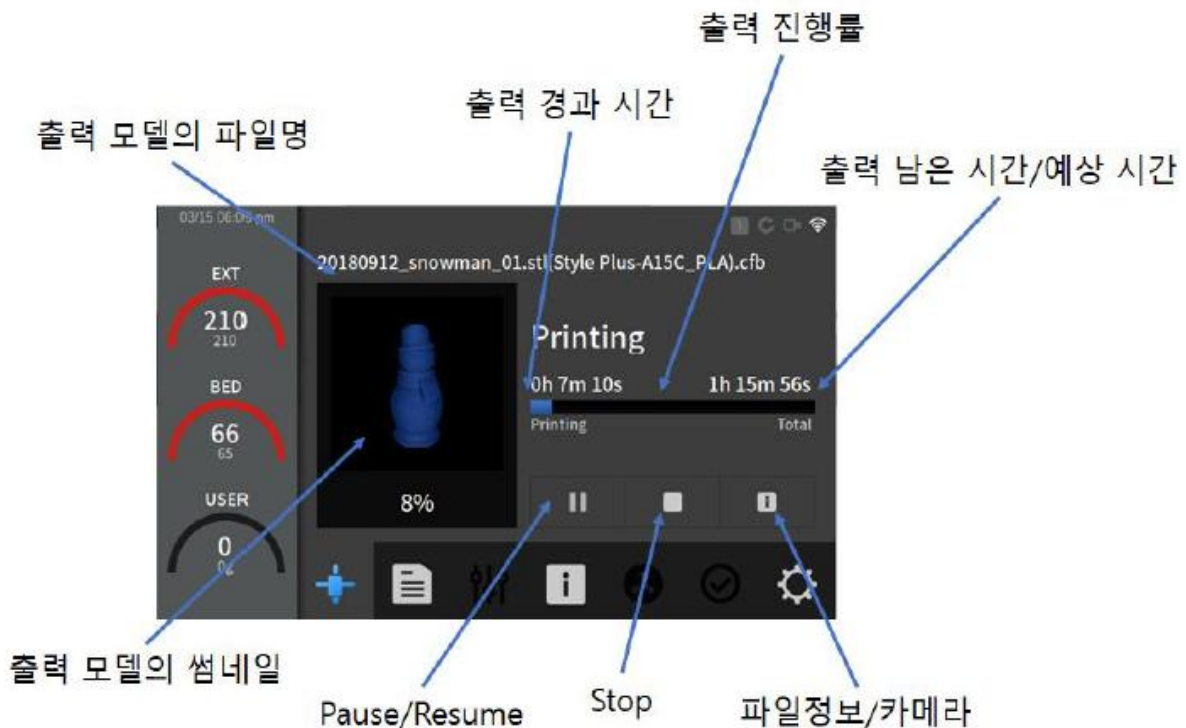 출력 진행률
출력 경과 시간
출력 모델의 파일명
출력 남은 시간/예상 시간
03/15 06:05 pm
20180912_snowman_01.stl(Style Plus-A15C_PLA).cfb
EXT
210
210
Printing
BED
0h 7m 10s
1h 15m 56s
66
65
Printing
Total
USER
8%
0
출력 모델의 썸네일
Pause/Resume
Stop
파일정보/카메라